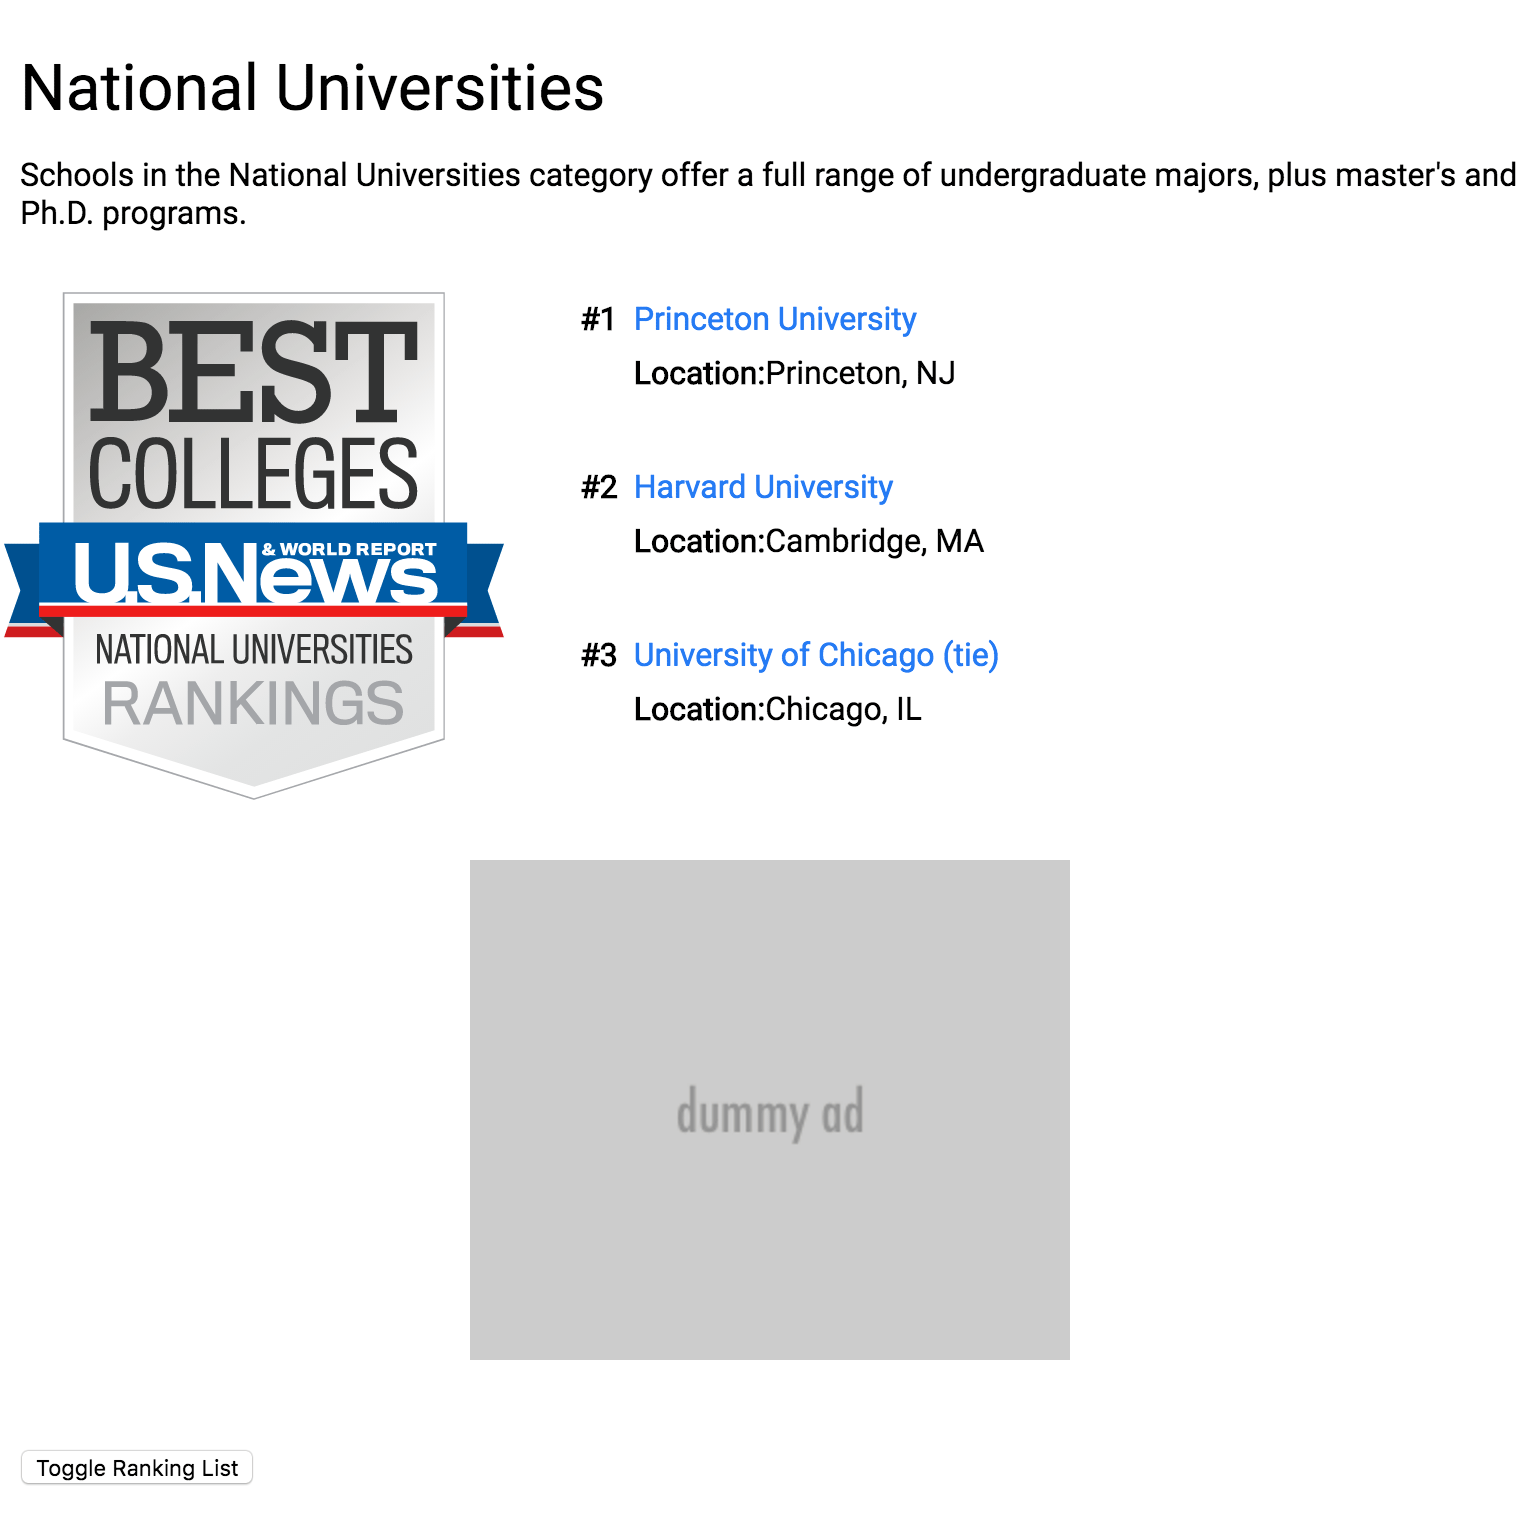 National Universities
Schools in the National Universities category offer a full range of undergraduate majors, plus master's and
Ph.D. programs.
BEST
COLLEGES
U.S.News
& WORLD REPORT
NATIONAL UNIVERSITIES
RANKINGS
#1 Princeton University
Location:Princeton, NJ
#2 Harvard University
Location:Cambridge, MA
#3 University of Chicago (tie)
Location:Chicago, IL
dummy ad
Toggle Ranking List